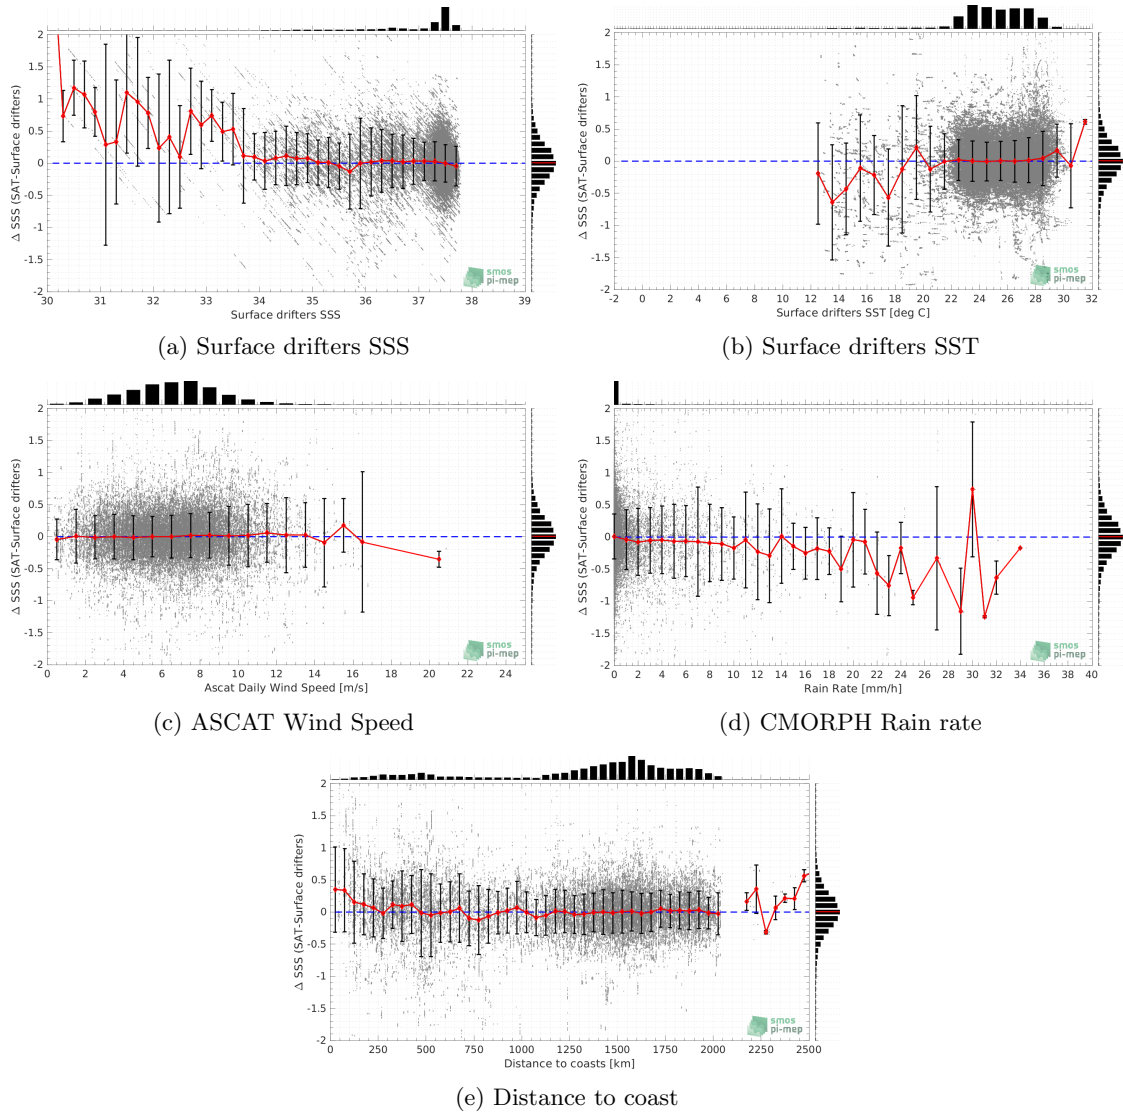 2
1.5
1
0.5
0
-0.5
-1
-1.5
-2
Δ SSS (SAT-Surface drifters)
30 31 32 33 34 35 36 37 38 39
Surface drifters SSS
smos
pi-mep
(a) Surface drifters SSS
2
1.5
1
0.5
0
-0.5
-1
-1.5
-2
Δ SSS (SAT-Surface drifters)
-2 0 2 4 6 8 10 12 14 16 18 20 22 24 26 28 30 32
Surface drifters SST [deg C]
smos
pi-mep
(b) Surface drifters SST
2
1.5
1
0.5
0
-0.5
-1
-1.5
-2
Δ SSS (SAT-Surface drifters)
0 2 4 6 8 10 12 14 16 18 20 22 24
Ascat Daily Wind Speed [m/s]
smos
pi-mep
(c) ASCAT Wind Speed
2
1.5
1
0.5
0
-0.5
-1
-1.5
-2
Δ SSS (SAT-Surface drifters)
0 2 4 6 8 10 12 14 16 18 20 22 24 26 28 30 32 34 36 38 40
Rain Rate [mm/h]
smos
pi-mep
(d) CMORPH Rain rate
2
1.5
1
0.5
0
-0.5
-1
-1.5
-2
Δ SSS (SAT-Surface drifters)
0 250 500 750 1000 1250 1500 1750 2000 2250 2500
Distance to coasts [km]
smos
pi-mep
(e) Distance to coast